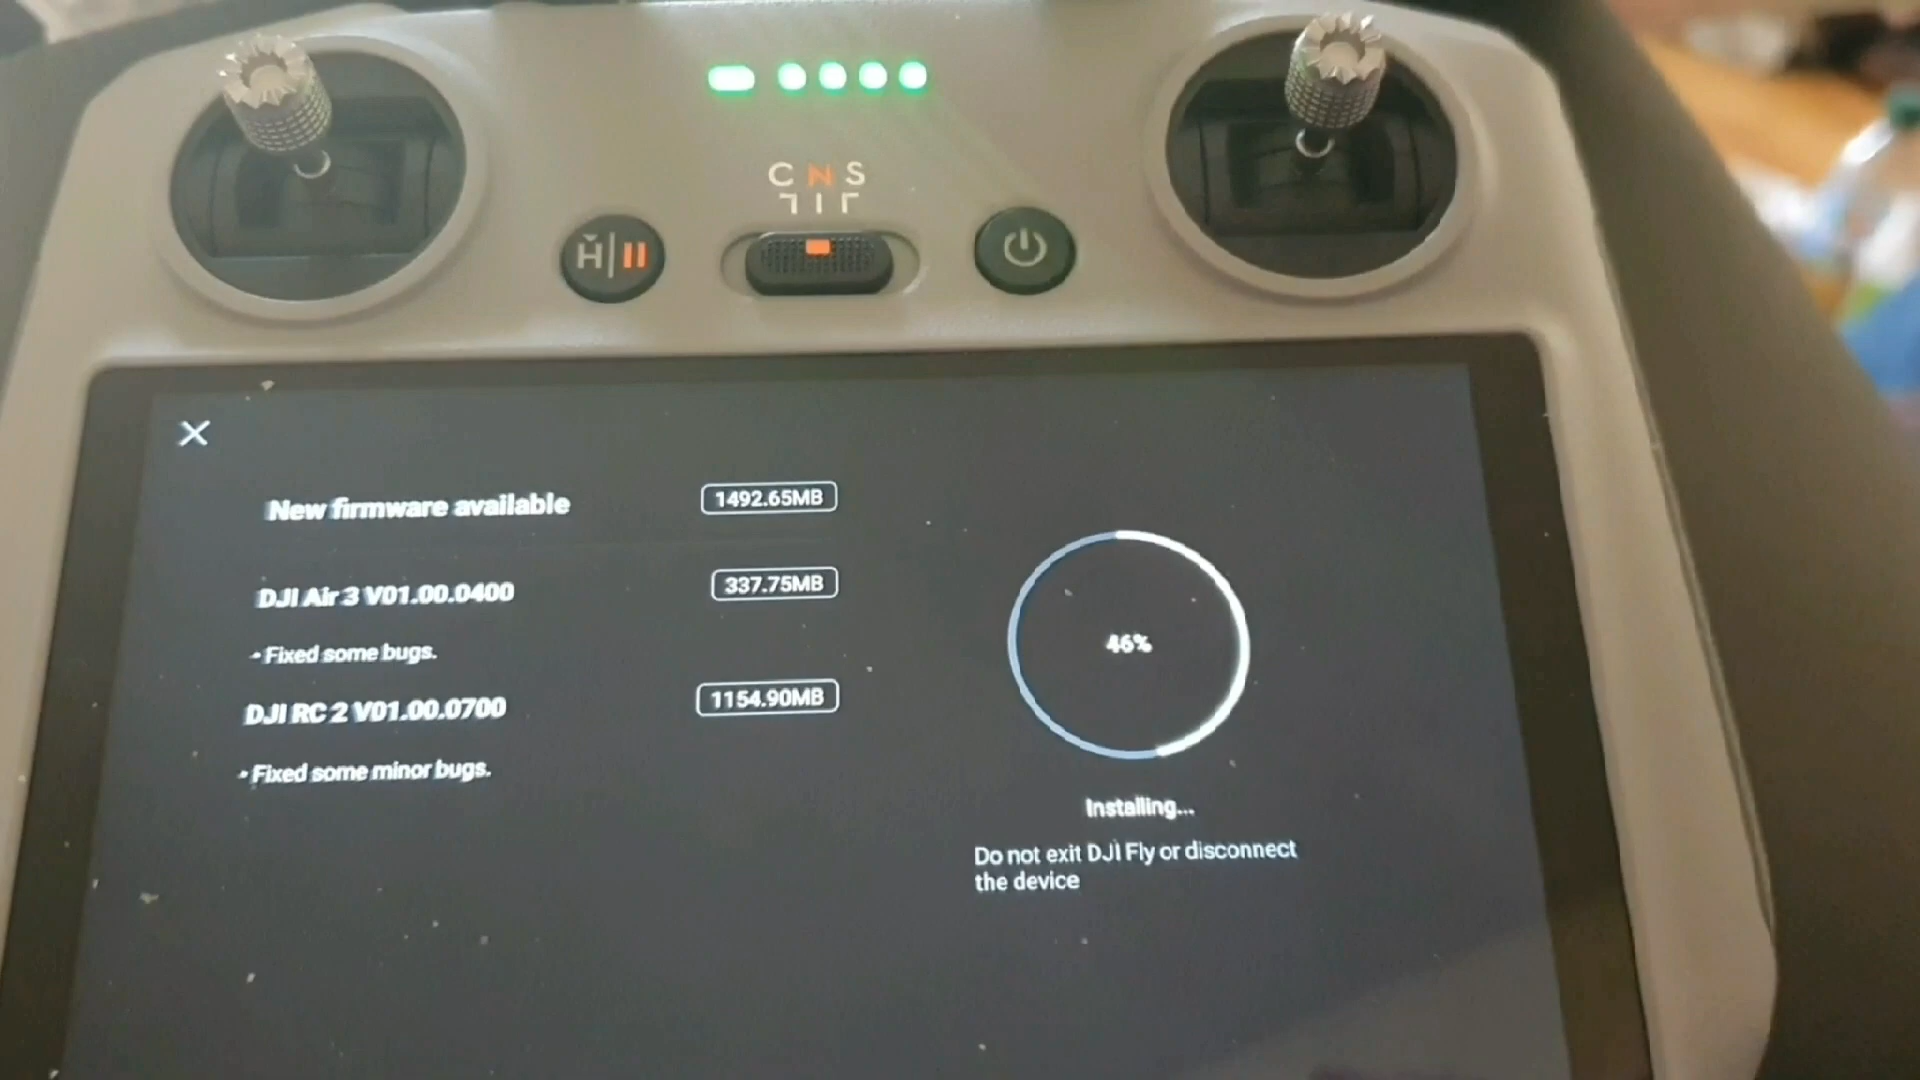 C N S
H
New firmware available 1492.65MB
DJI Air 3 V01.00.0400 337.75MB
- Fixed some bugs.
DJI RC 2 V01.00.0700 1154.90MB
- Fixed some minor bugs.
46%
Installing...
Do not exit DJI Fly or disconnect
the device